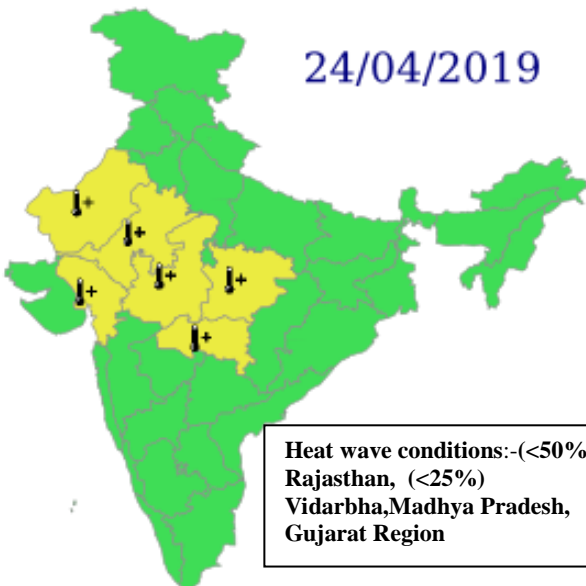 24/04/2019
Heat wave conditions:-(<50%
Rajasthan, (<25%)
Vidarbha,Madhya Pradesh,
Gujarat Region